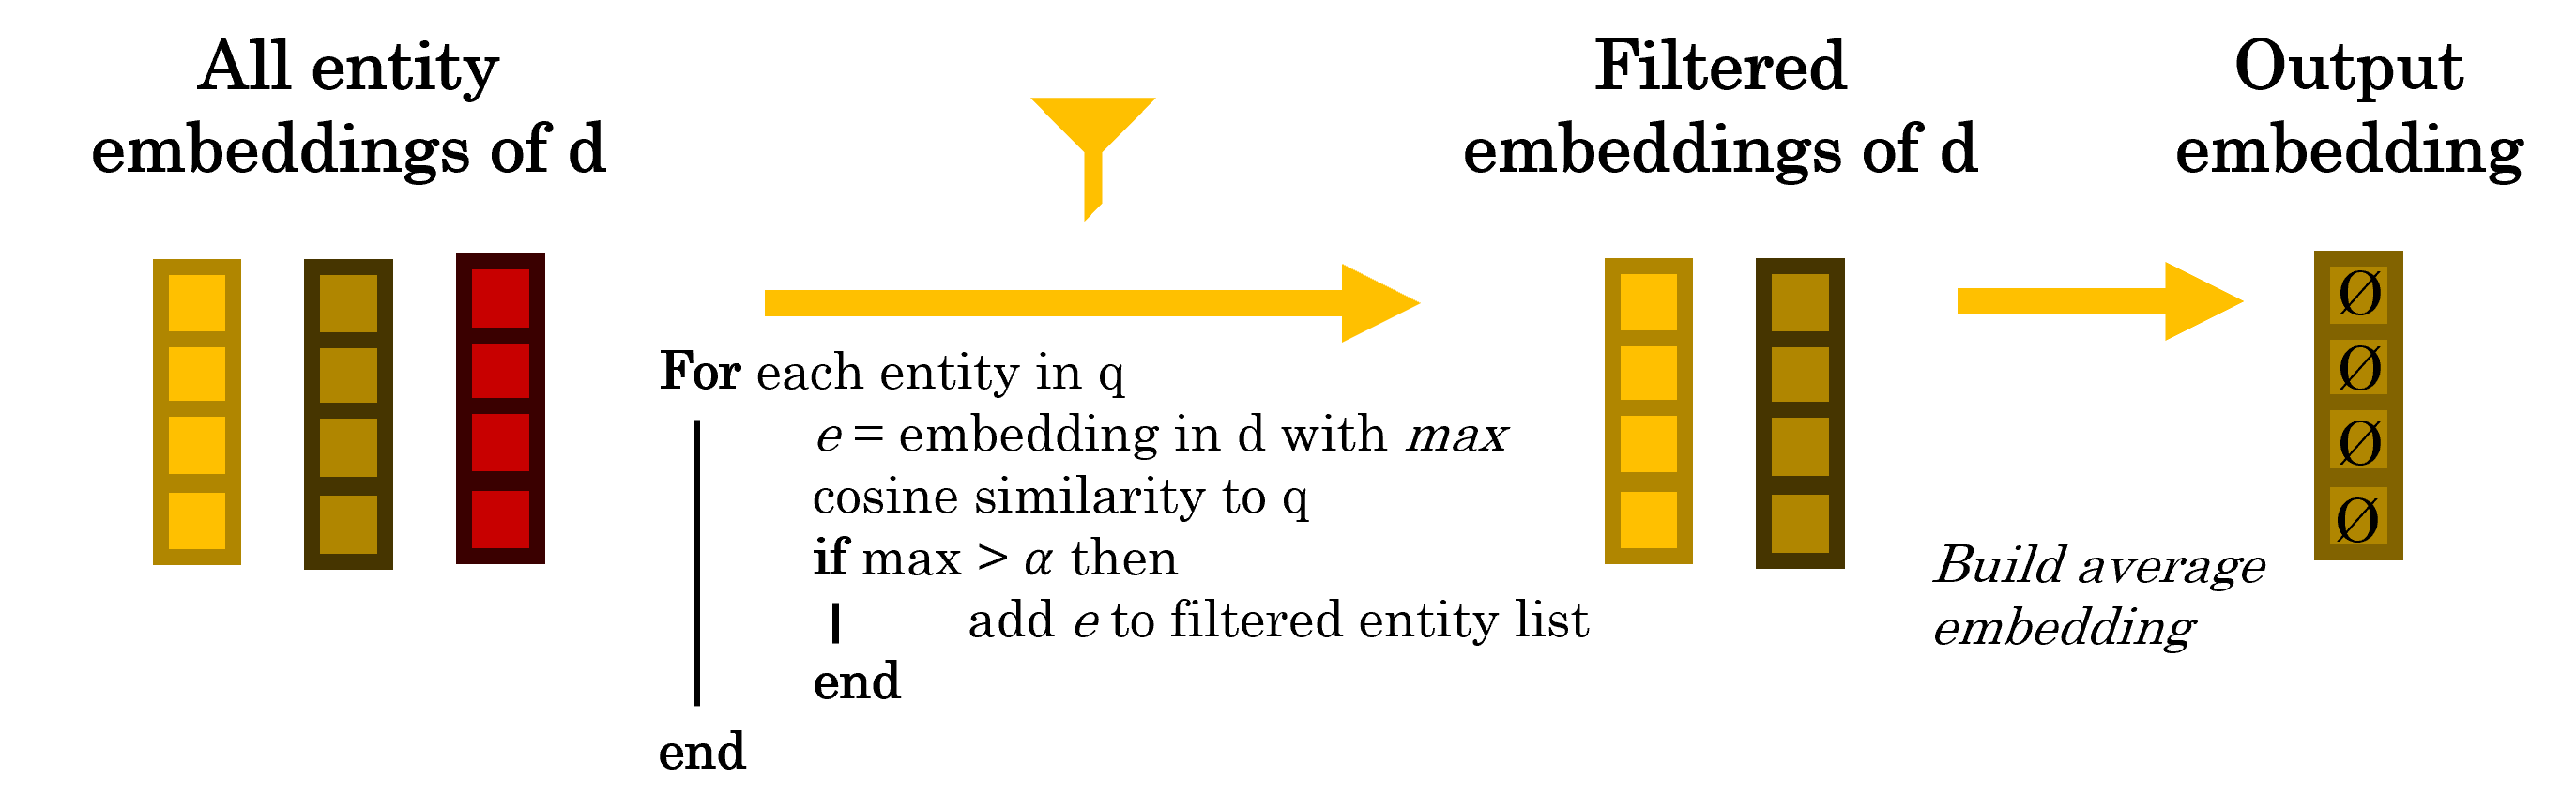 All entity
embeddings of d
Filtered
embeddings of d
Output
embedding
For each entity in q
e = embedding in d with max
cosine similarity to q
if max > α then
add e to filtered entity list
end
end
Build average
embedding
Ø
Ø
Ø
Ø